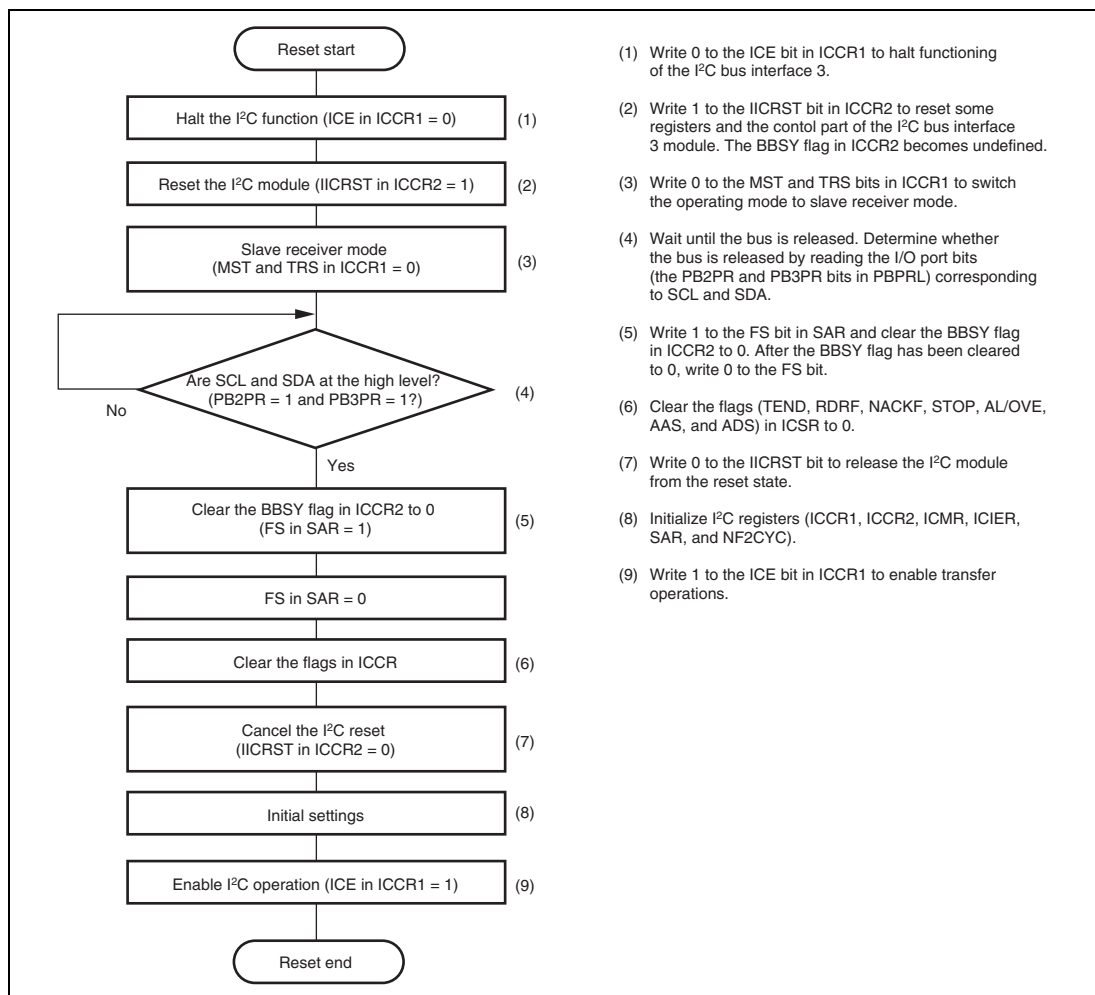 Reset start
Halt the I²C function (ICE in ICCR1 = 0)
(1)
Reset the I²C module (IICRST in ICCR2 = 1)
(2)
Slave receiver mode
(MST and TRS in ICCR1 = 0)
(3)
Are SCL and SDA at the high level?
(PB2PR = 1 and PB3PR = 1?)
(4)
No
Yes
Clear the BBSY flag in ICCR2 to 0
(FS in SAR = 1)
(5)
FS in SAR = 0
Clear the flags in ICCR
(6)
Cancel the I²C reset
(IICRST in ICCR2 = 0)
(7)
Initial settings
(8)
Enable I²C operation (ICE in ICCR1 = 1)
(9)
Reset end
(1) Write 0 to the ICE bit in ICCR1 to halt functioning
of the I²C bus interface 3.
(2) Write 1 to the IICRST bit in ICCR2 to reset some
registers and the contol part of the I²C bus interface
3 module. The BBSY flag in ICCR2 becomes undefined.
(3) Write 0 to the MST and TRS bits in ICCR1 to switch
the operating mode to slave receiver mode.
(4) Wait until the bus is released. Determine whether
the bus is released by reading the I/O port bits
(the PB2PR and PB3PR bits in PBPRL) corresponding
to SCL and SDA.
(5) Write 1 to the FS bit in SAR and clear the BBSY flag
in ICCR2 to 0. After the BBSY flag has been cleared
to 0, write 0 to the FS bit.
(6) Clear the flags (TEND, RDRF, NACKF, STOP, AL/OVE,
AAS, and ADS) in ICSR to 0.
(7) Write 0 to the IICRST bit to release the I²C module
from the reset state.
(8) Initialize I²C registers (ICCR1, ICCR2, ICMR, ICIER,
SAR, and NF2CYC).
(9) Write 1 to the ICE bit in ICCR1 to enable transfer
operations.